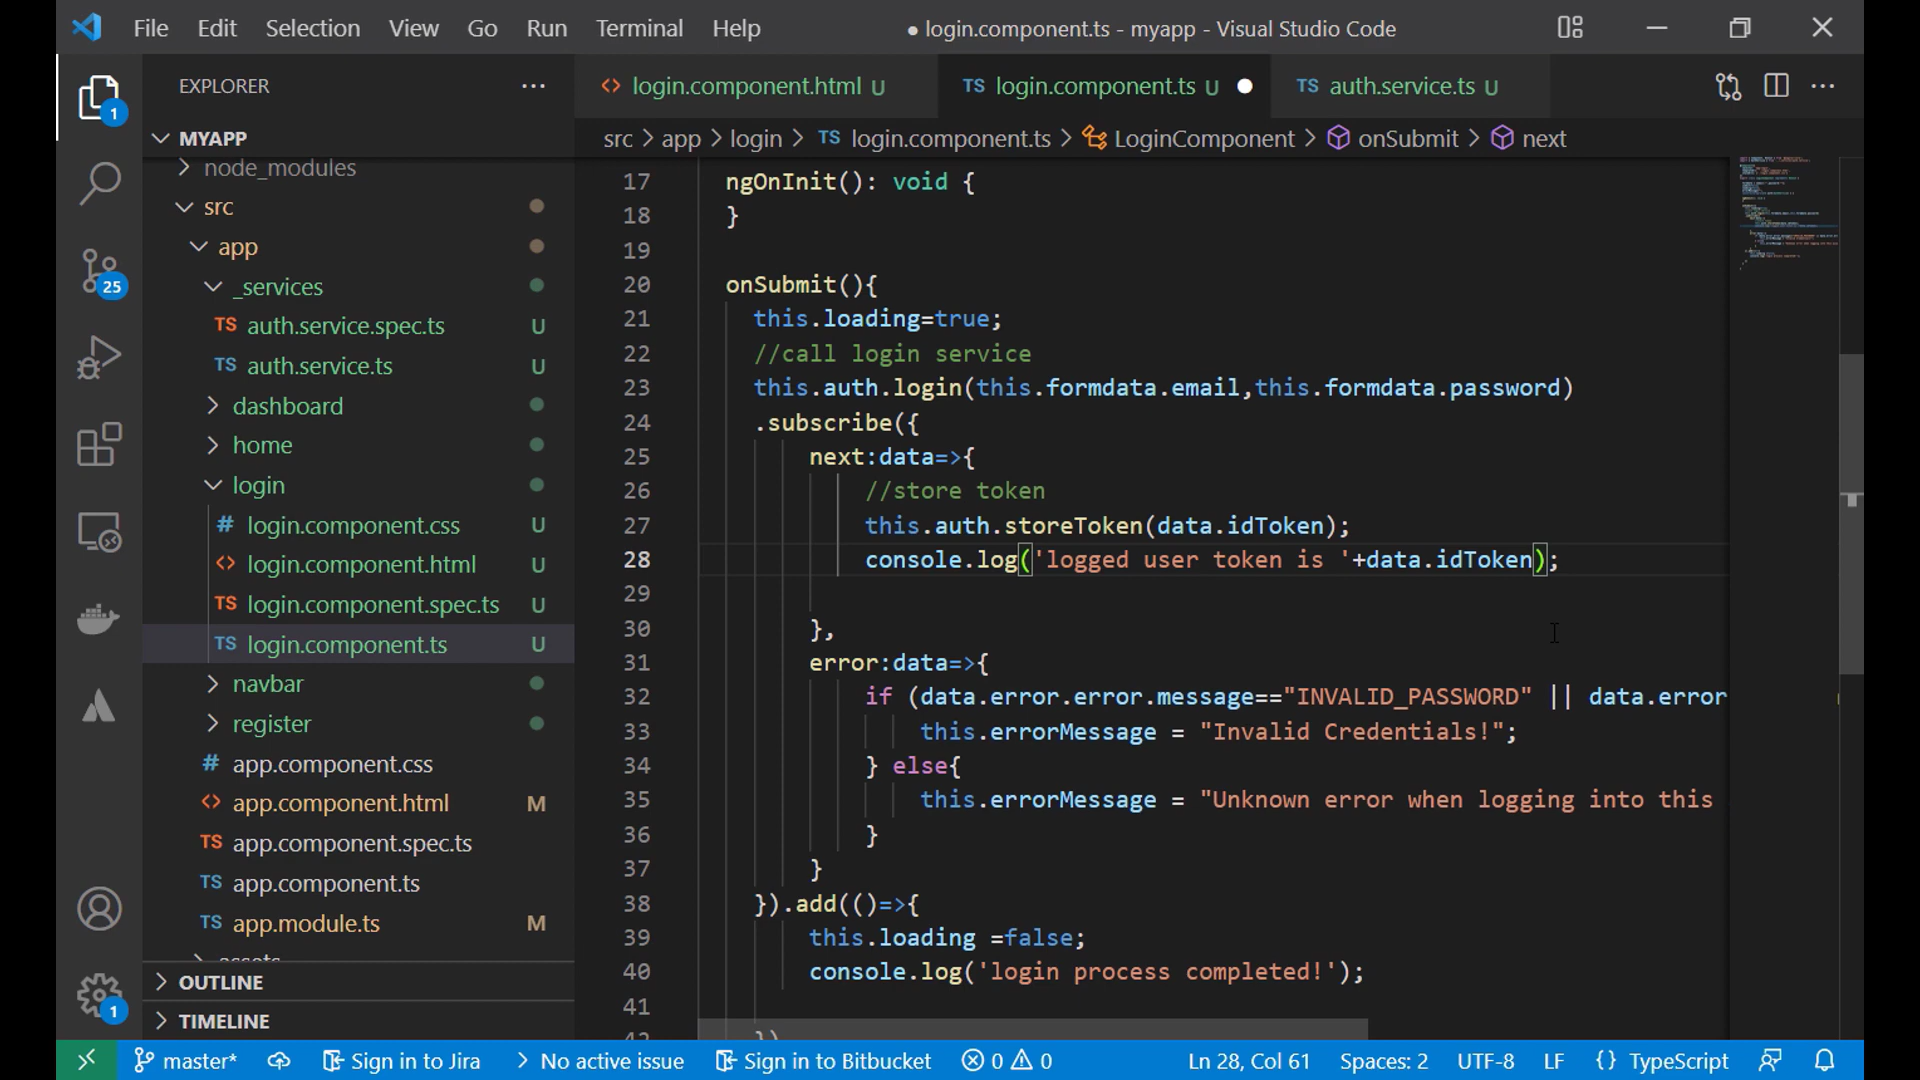 File Edit Selection View Go Run Terminal Help
● login.component.ts - myapp - Visual Studio Code
EXPLORER
login.component.html U
TS login.component.ts U
TS auth.service.ts U
MYAPP
src > app > login > TS login.component.ts > LoginComponent > onSubmit > next
node_modules
src
app
_services
TS auth.service.spec.ts U
TS auth.service.ts U
dashboard
home
login
# login.component.css U
<> login.component.html U
TS login.component.spec.ts U
TS login.component.ts U
navbar
register
# app.component.css
<> app.component.html M
TS app.component.spec.ts
TS app.component.ts
TS app.module.ts M
OUTLINE
TIMELINE
1
25
1
17 ngOnInit(): void {
18 }
19
20 onSubmit(){
21 this.loading=true;
22 //call login service
23 this.auth.login(this.formdata.email,this.formdata.password)
24 .subscribe({
25 next:data=>{
26 //store token
27 this.auth.storeToken(data.idToken);
28 console.log('logged user token is '+data.idToken);
29
30 },
31 error:data=>{
32 if (data.error.error.message=="INVALID_PASSWORD" || data.error
33 this.errorMessage = "Invalid Credentials!";
34 } else{
35 this.errorMessage = "Unknown error when logging into this
36 }
37 }
38 }).add(()=>{
39 this.loading =false;
40 console.log('login process completed!');
41
master* Sign in to Jira No active issue Sign in to Bitbucket 0 0 Ln 28, Col 61 Spaces: 2 UTF-8 LF {} TypeScript